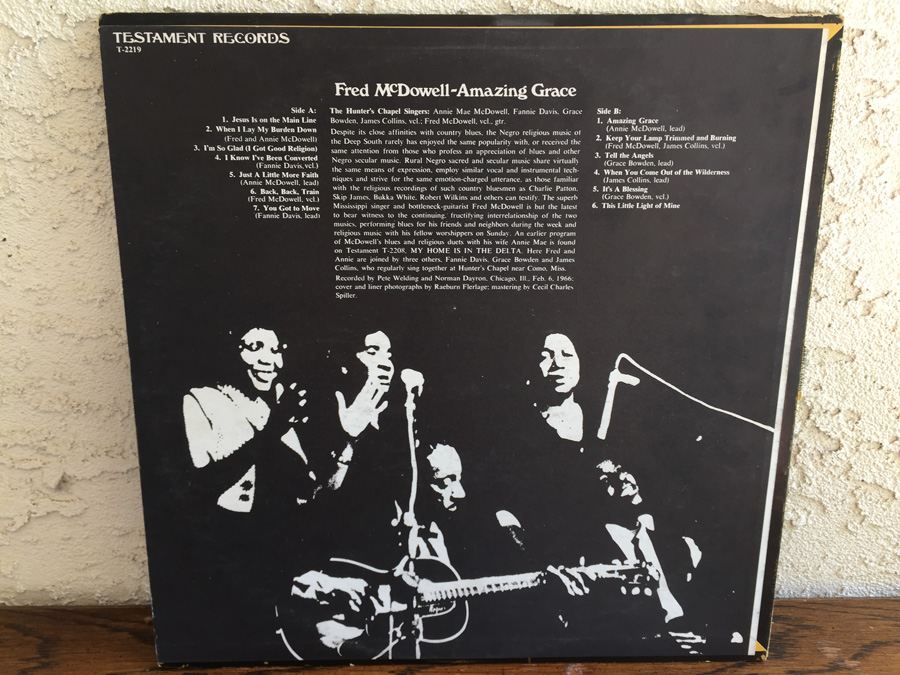 TESTAMENT RECORDS
T-2219
Fred McDowell-Amazing Grace
Side A:
1. Jesus Is on the Main Line
2. When I Lay My Burden Down
(Fred and Annie McDowell)
3. I'm So Glad (I Got Good Religion)
4. I Know I've Been Converted
(Fannie Davis,vcl.)
5. Just A Little More Faith
(Annie McDowell, lead)
6. Back, Back, Train
(Fred McDowell, vcl.)
7. You Got to Move
(Fannie Davis, lead)
The Hunter's Chapel Singers: Annie Mae McDowell, Fannie Davis, Grace
Bowden, James Collins, vcl.; Fred McDowell, vcl., gtr.
Despite its close affinities with country blues, the Negro religious music of
the Deep South rarely has enjoyed the same popularity with, or received the
same attention from those who profess an appreciation of blues and other
Negro secular music. Rural Negro sacred and secular music share virtually
the same means of expression, employ similar vocal and instrumental tech-
niques and strive for the same emotion-charged utterance, as those familiar
with the religious recordings of such country bluesmen as Charlie Patton,
Skip James, Bukka White, Robert Wilkins and others can testify. The superb
Mississippi singer and bottleneck-guitarist Fred McDowell is but the latest
to bear witness to the continuing, fructifying interrelationship of the two
musics, performing blues for his friends and neighbors during the week and
religious music with his fellow worshippers on Sunday. An earlier program
of McDowell's blues and religious duets with his wife Annie Mae is found
on Testament T-2208, MY HOME IS IN THE DELTA. Here Fred and
Annie are joined by three others, Fannie Davis, Grace Bowden and James
Collins, who regularly sing together at Hunter's Chapel near Como, Miss.
Recorded by Pete Welding and Norman Dayron, Chicago, Ill., Feb. 6, 1966;
cover and liner photographs by Raeburn Flerlage; mastering by Cecil Charles
Spiller.
Side B:
1. Amazing Grace
(Annie McDowell, lead)
2. Keep Your Lamp Trimmed and Burning
(Fred McDowell, James Collins, vcl.)
3. Tell the Angels
(Grace Bowden, lead)
4. When You Come Out of the Wilderness
(James Collins, lead)
5. It's A Blessing
(Grace Bowden, vcl.)
6. This Little Light of Mine